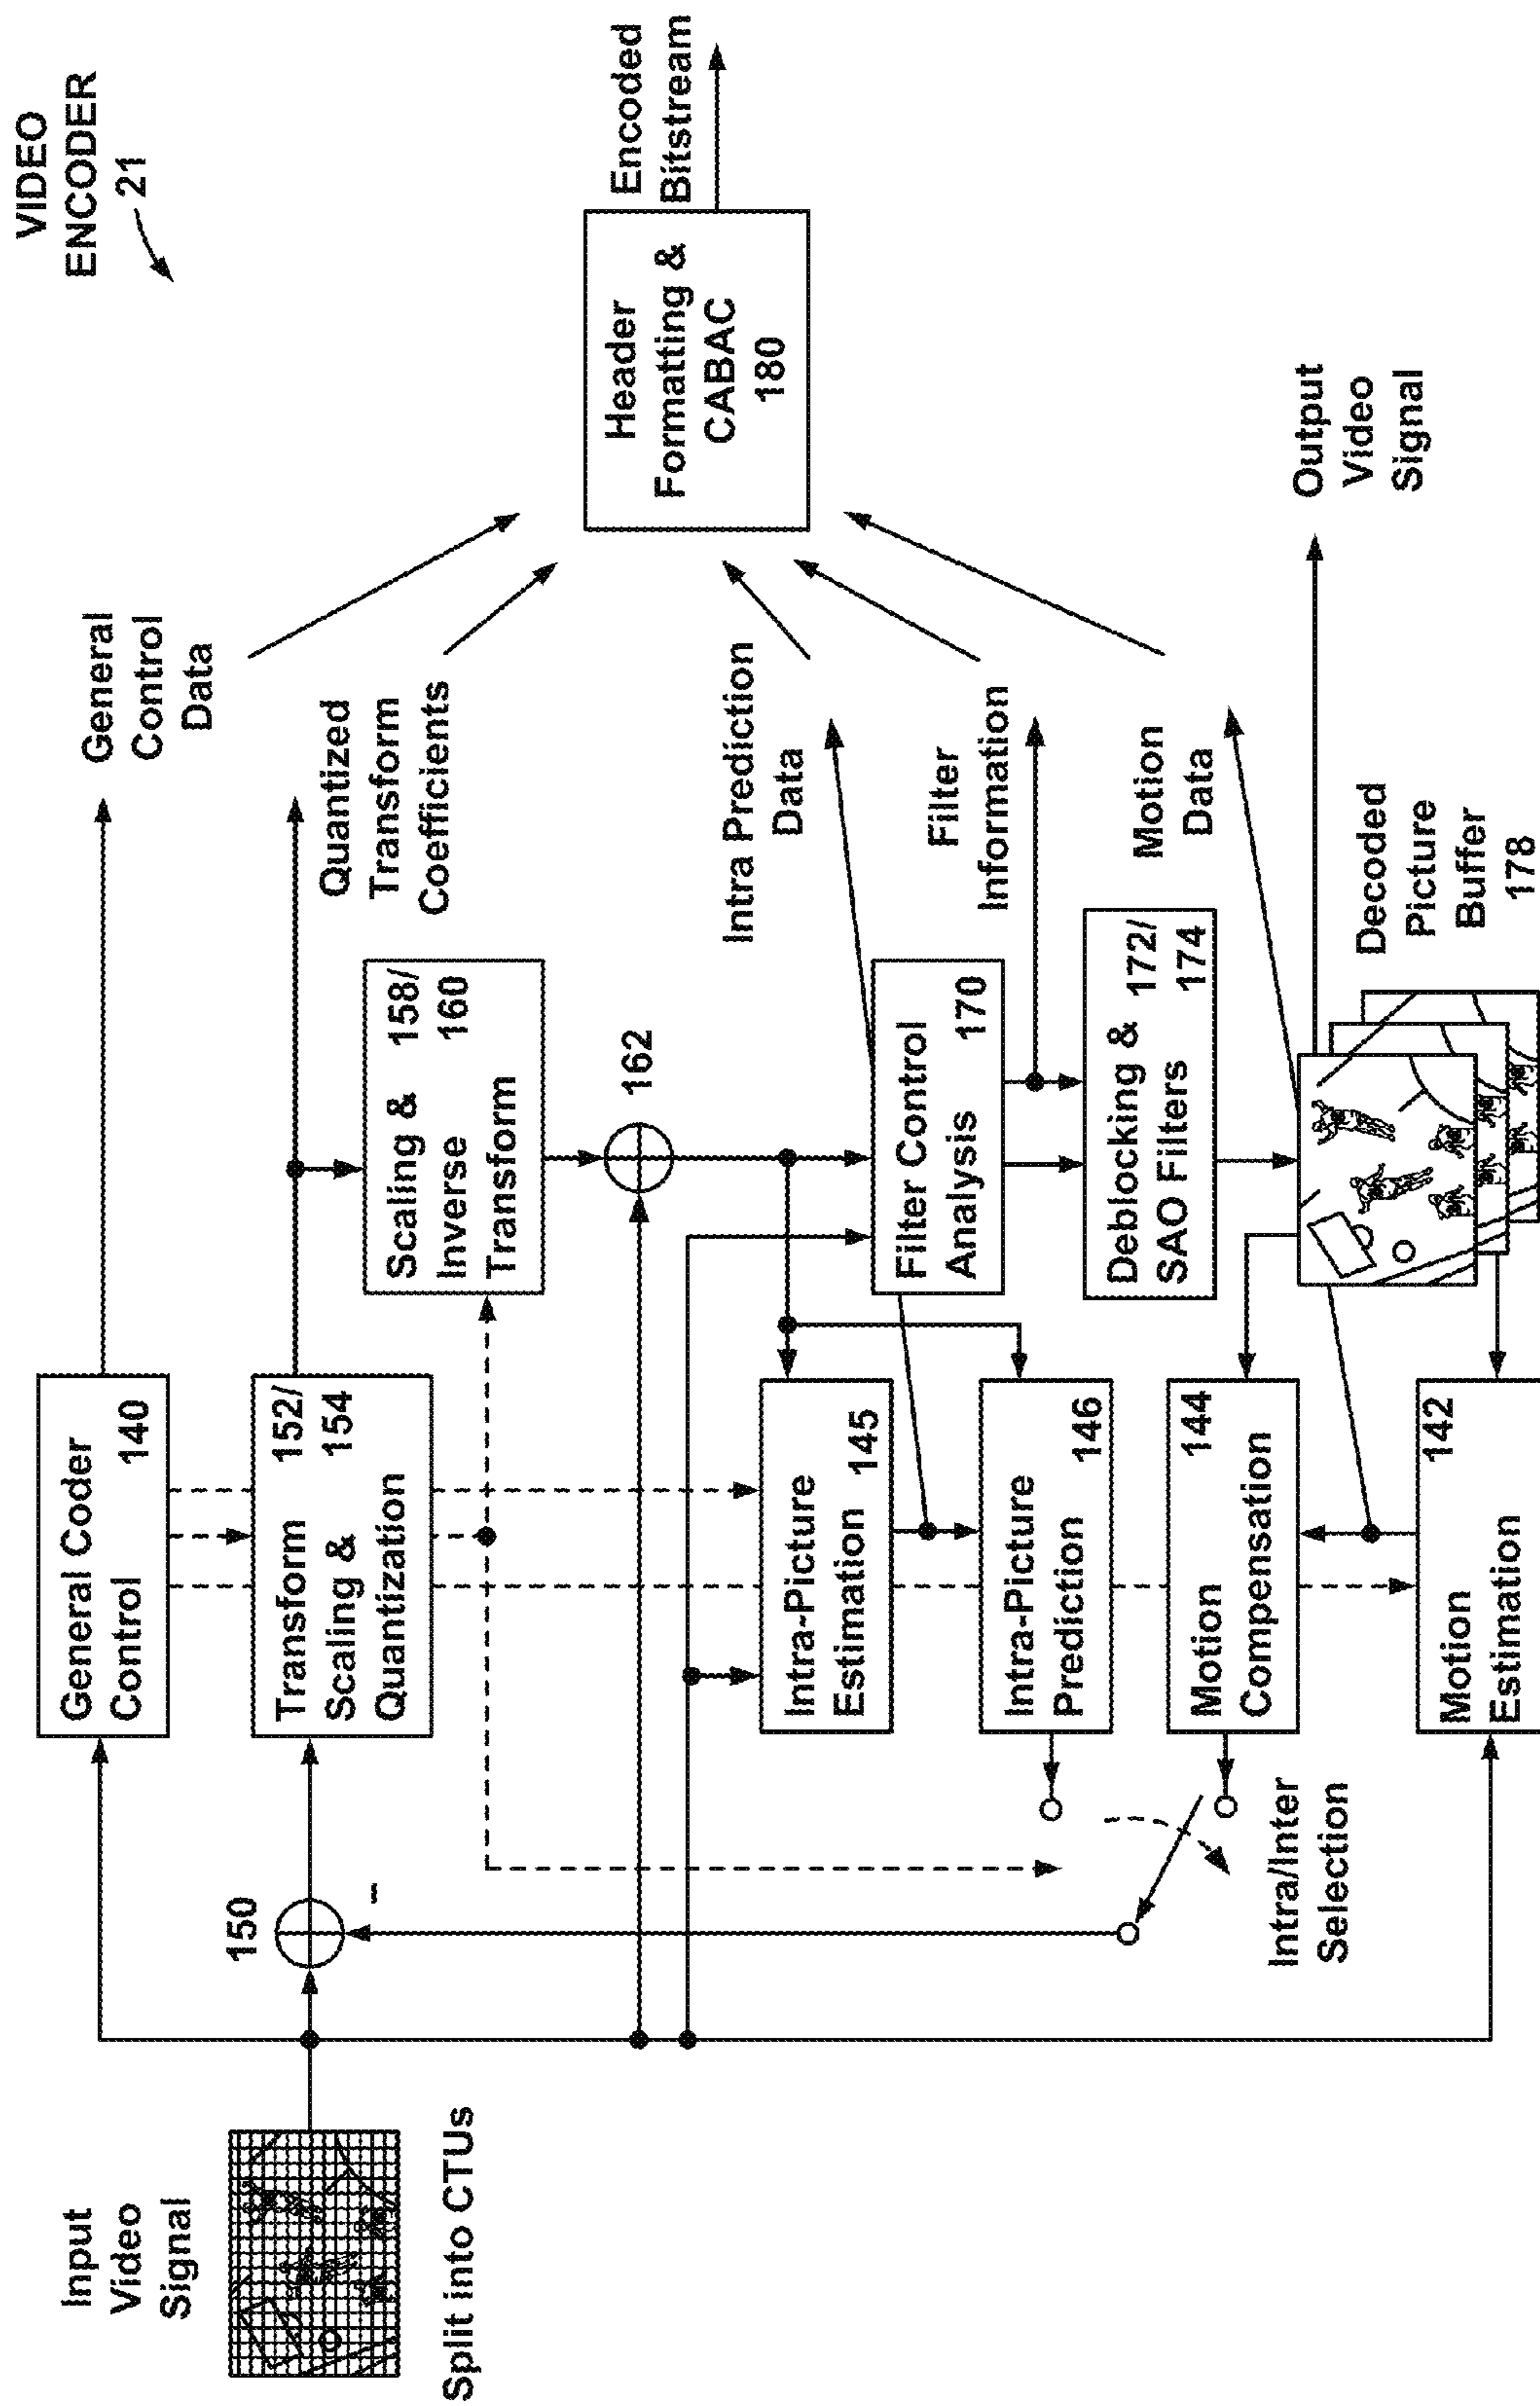 VIDEO
ENCODER
21
Input
Video
Signal
Split into CTUs
150
–
General Coder
Control 140
Transform 152/
Scaling & 154
Quantization
General
Control
Data
Quantized
Transform
Coefficients
Scaling & 158/
Inverse 160
Transform
162
Header
Formatting &
CABAC
180
Encoded
Bitstream
Intra-Picture
Estimation 145
Intra-Picture
Prediction 146
Filter Control
Analysis 170
Intra Prediction
Data
Filter
Information
Deblocking & 172/
SAO Filters 174
Motion 144
Compensation
Intra/Inter
Selection
Motion
Data
Output
Video
Signal
142
Motion
Estimation
Decoded
Picture
Buffer
178